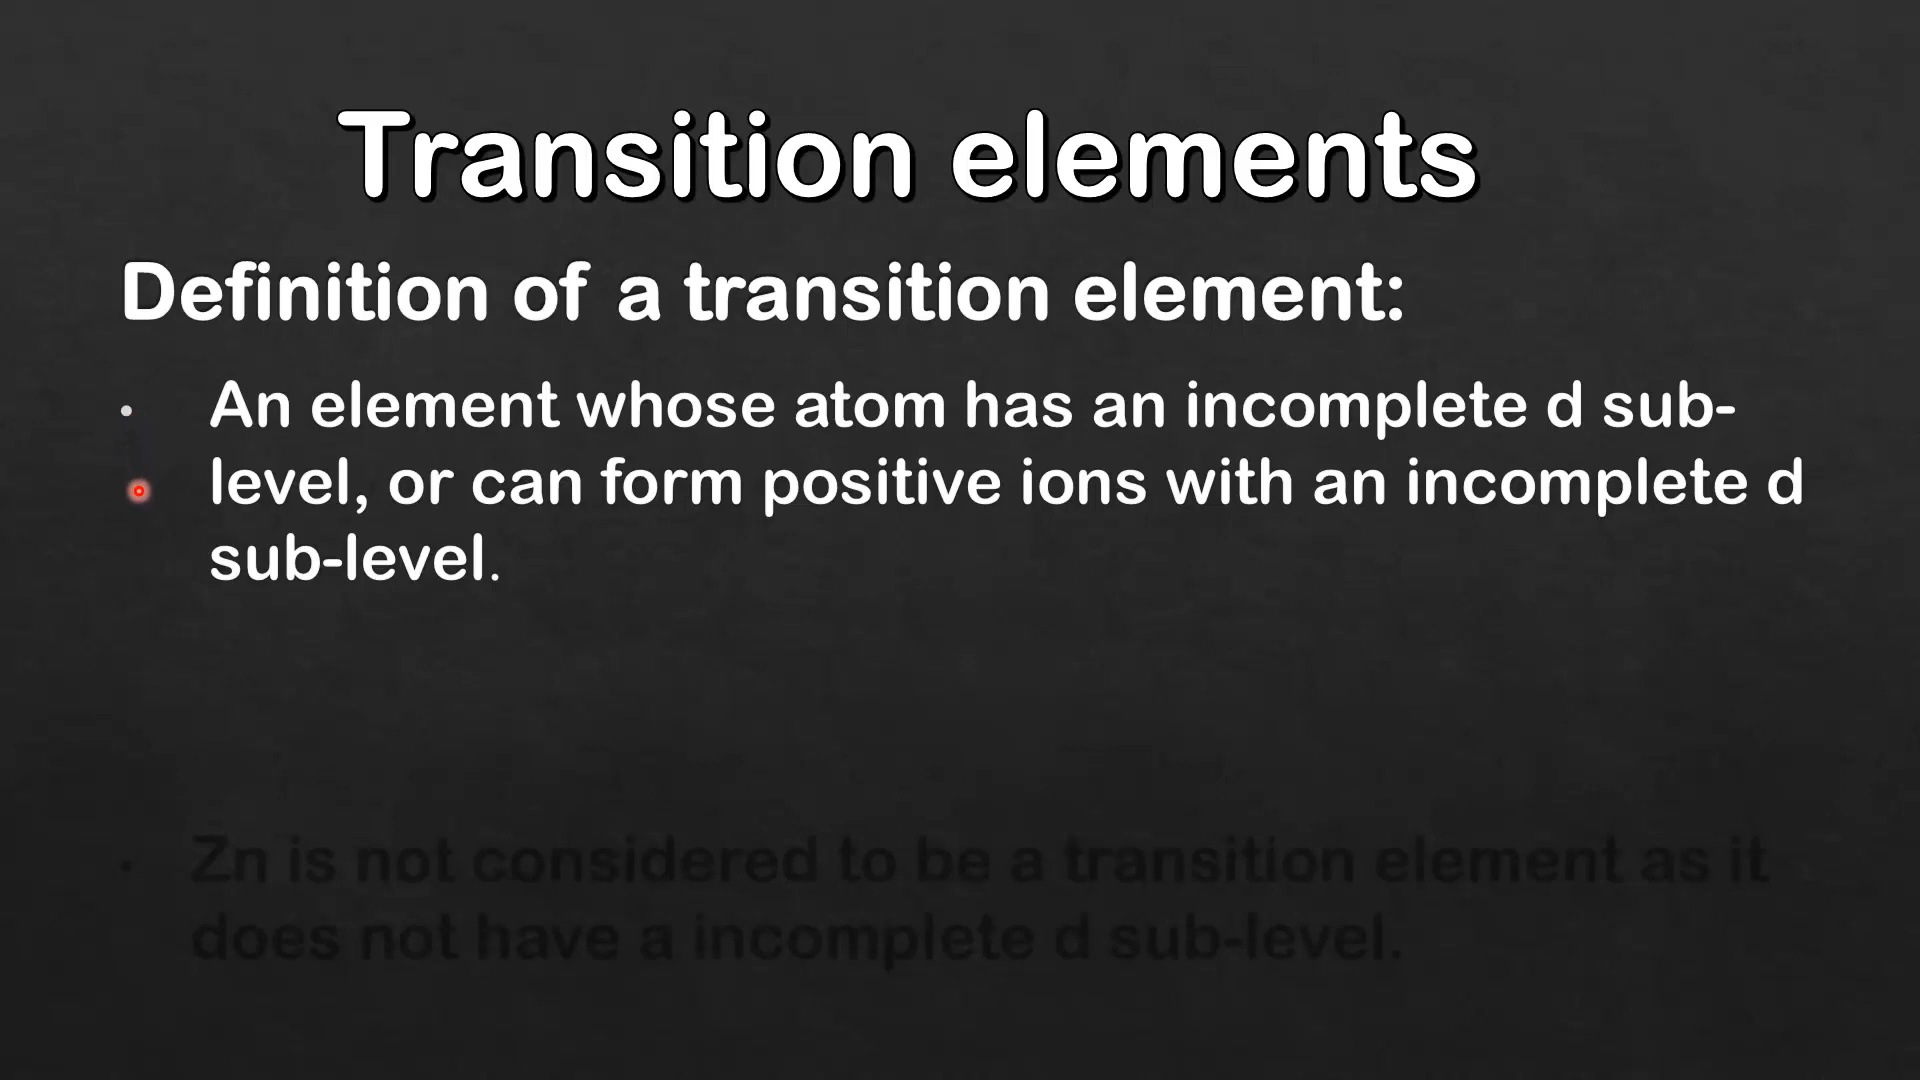 Transition elements
Definition of a transition element:
• An element whose atom has an incomplete d sub-
level, or can form positive ions with an incomplete d
sub-level.
• Zn is not considered to be a transition element as it
does not have a incomplete d sub-level.